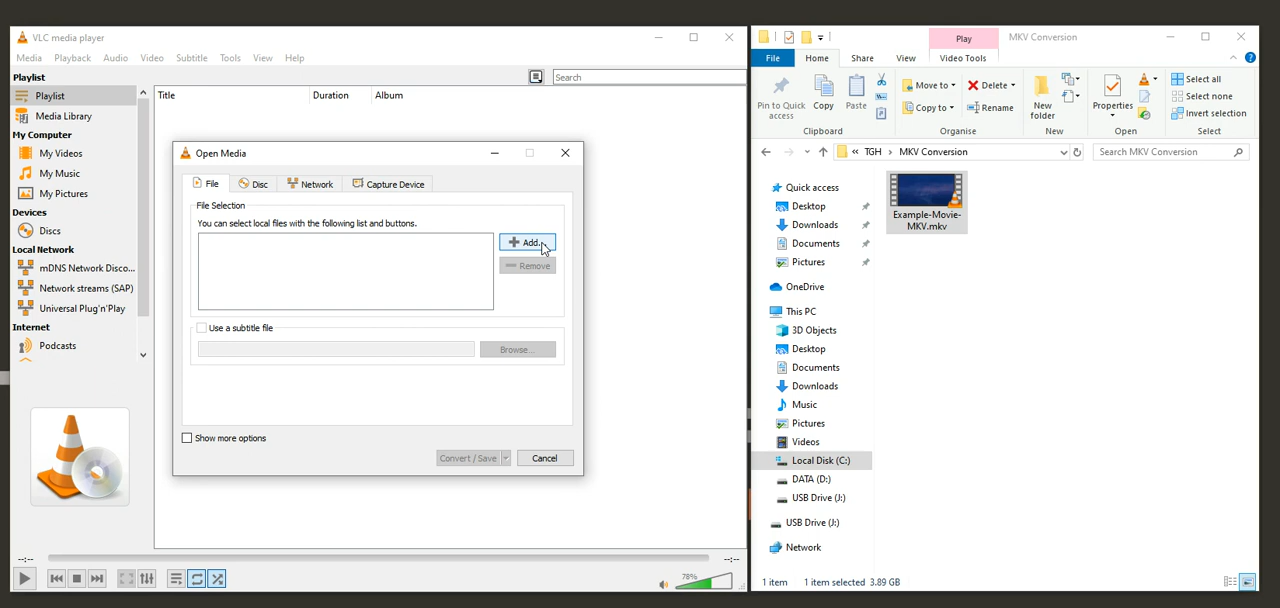 VLC media player
Media Playback Audio Video Subtitle Tools View Help
Playlist
Search
Playlist
Media Library
My Computer
My Videos
My Music
My Pictures
Devices
Discs
Local Network
mDNS Network Disco...
Network streams (SAP)
Universal Plug'n'Play
Internet
Podcasts
Title Duration Album
Open Media
File Disc Network Capture Device
File Selection
You can select local files with the following list and buttons.
Add...
Remove
Use a subtitle file
Browse...
Show more options
Convert / Save Cancel
--:-- --:--
78%
Play MKV Conversion
File Home Share View Video Tools
Pin to Quick access
Copy
Paste
Clipboard
Move to
Copy to
Delete
Rename
Organise
New folder
New
Properties
Open
Select all
Select none
Invert selection
Select
« TGH › MKV Conversion
Search MKV Conversion
Quick access
Desktop
Downloads
Documents
Pictures
OneDrive
This PC
3D Objects
Desktop
Documents
Downloads
Music
Pictures
Videos
Local Disk (C:)
DATA (D:)
USB Drive (J:)
USB Drive (J:)
Network
Example-Movie-
MKV.mkv
1 item 1 item selected 3.89 GB